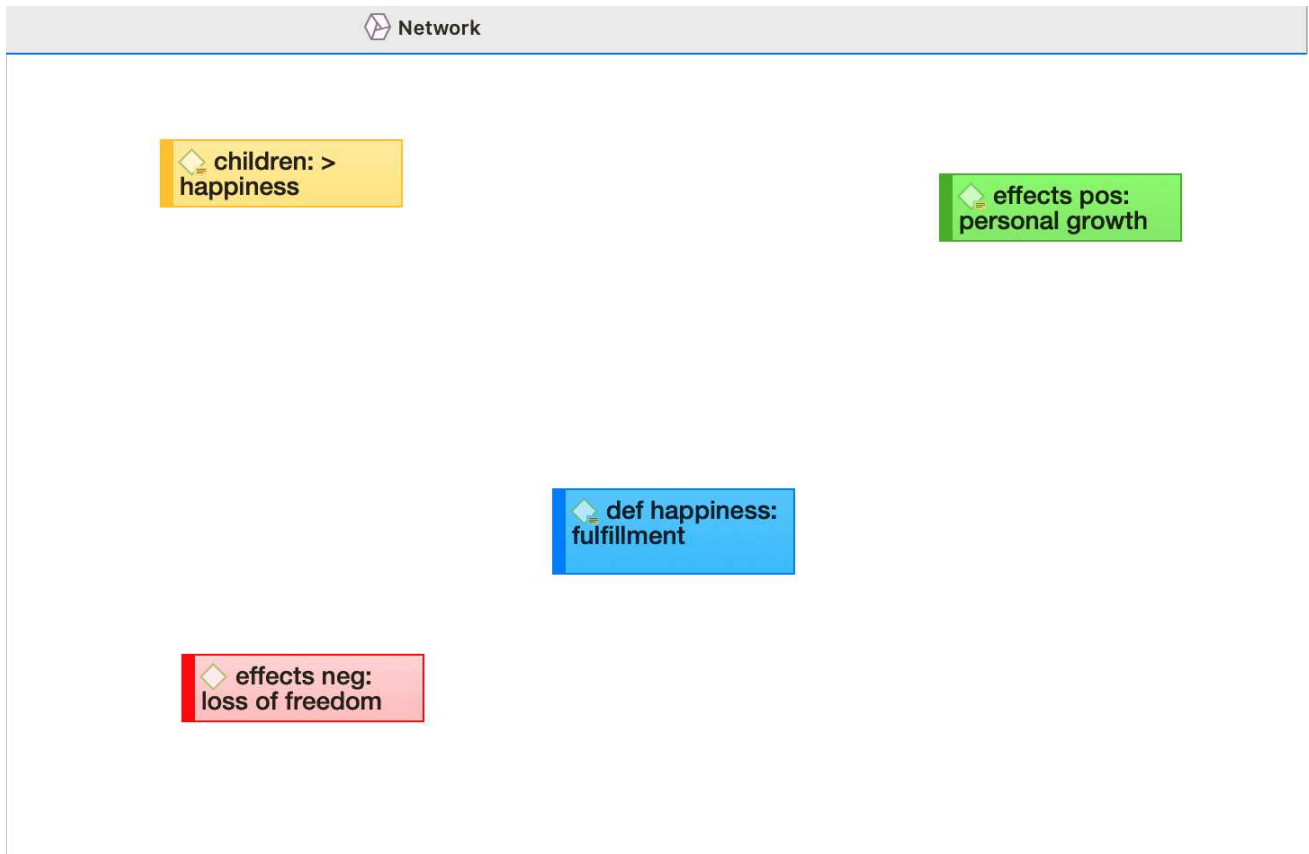 Network
children: >
happiness
effects pos:
personal growth
def happiness:
fulfillment
effects neg:
loss of freedom